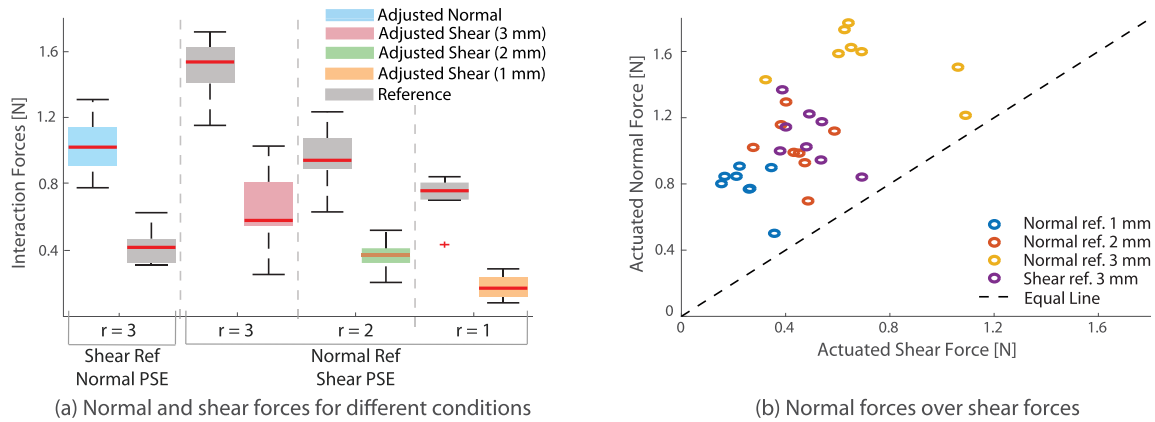 Adjusted Normal
Adjusted Shear (3 mm)
Adjusted Shear (2 mm)
Adjusted Shear (1 mm)
Reference
Interaction Forces [N]
1.6
1.2
0.8
0.4
r = 3
r = 3
r = 2
r = 1
Shear Ref
Normal PSE
Normal Ref
Shear PSE
(a) Normal and shear forces for different conditions
Actuated Normal Force [N]
1.6
1.2
0.8
0.4
0
0
0.4
0.8
1.2
1.6
Normal ref. 1 mm
Normal ref. 2 mm
Normal ref. 3 mm
Shear ref. 3 mm
Equal Line
Actuated Shear Force [N]
(b) Normal forces over shear forces